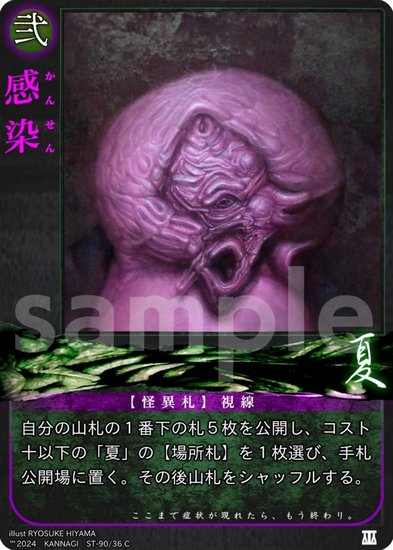 弐
感染
かんせん
sample
夏
【怪異札】視線
自分の山札の1番下の札5枚を公開し、コスト
十以下の「夏」の【場所札】を1枚選び、手札
公開場に置く。その後山札をシャッフルする。
ここまで症状が現れたら、もう終わり。
illust RYOSUKE HIYAMA
™2024 KANNAGI ST-90/36 C